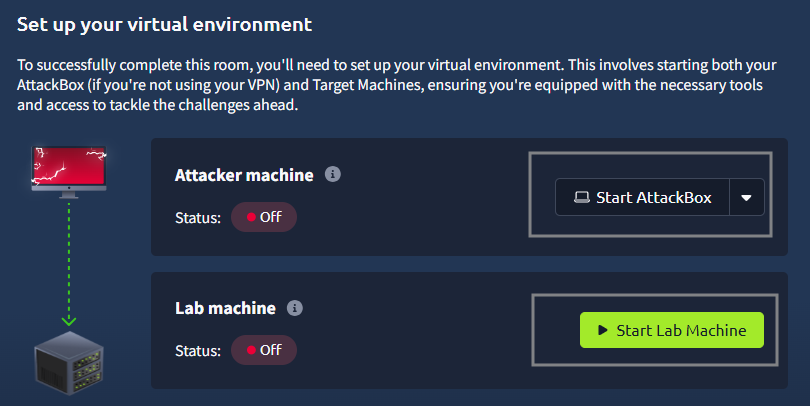 Set up your virtual environment
To successfully complete this room, you'll need to set up your virtual environment. This involves starting both your
AttackBox (if you're not using your VPN) and Target Machines, ensuring you're equipped with the necessary tools
and access to tackle the challenges ahead.
Attacker machine
Status: Off
Start AttackBox
Lab machine
Status: Off
Start Lab Machine